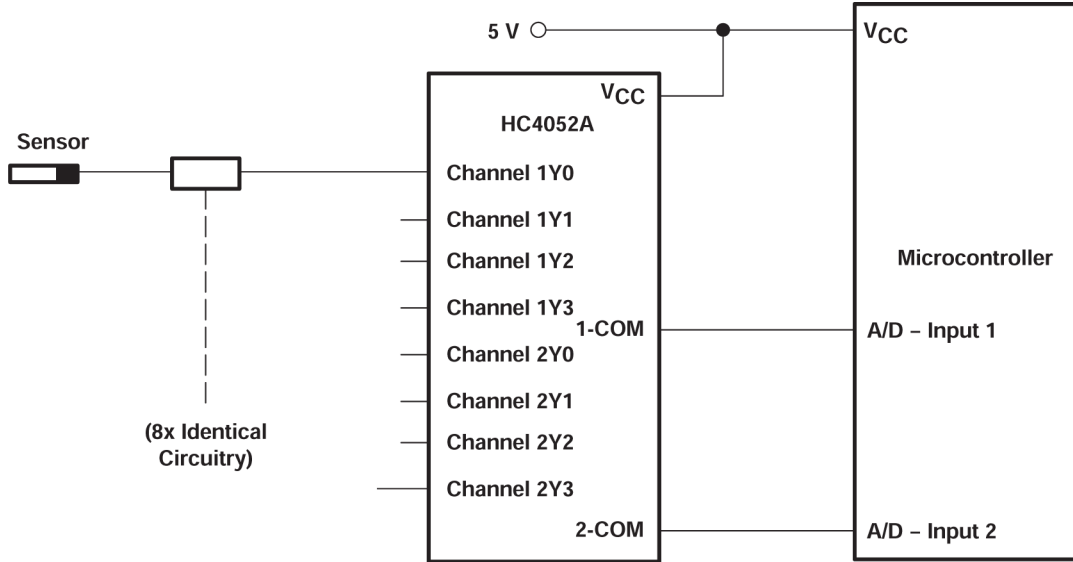 5 V
VCC
VCC
HC4052A
Sensor
Channel 1Y0
Channel 1Y1
Channel 1Y2
Microcontroller
Channel 1Y3
1-COM
A/D – Input 1
Channel 2Y0
Channel 2Y1
(8x Identical
Circuitry)
Channel 2Y2
Channel 2Y3
2-COM
A/D – Input 2